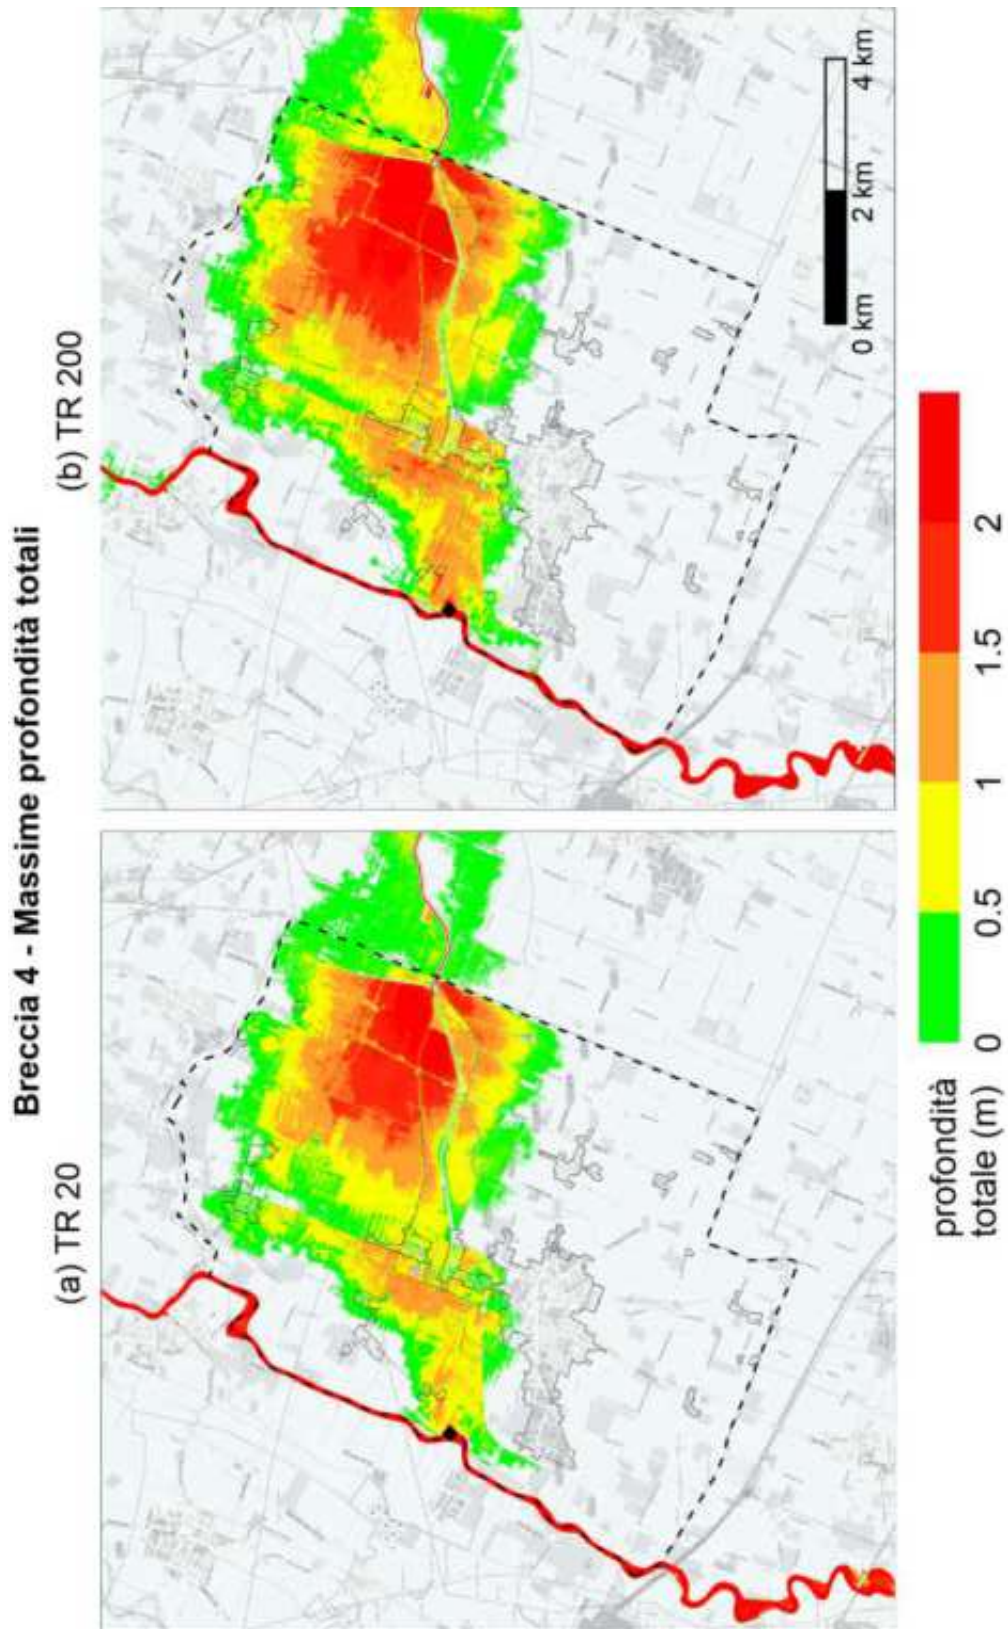 Breccia 4 - Massime profondità totali
(a) TR 20
(b) TR 200
0 km 2 km 4 km
profondità
totale (m)
0 0.5 1 1.5 2